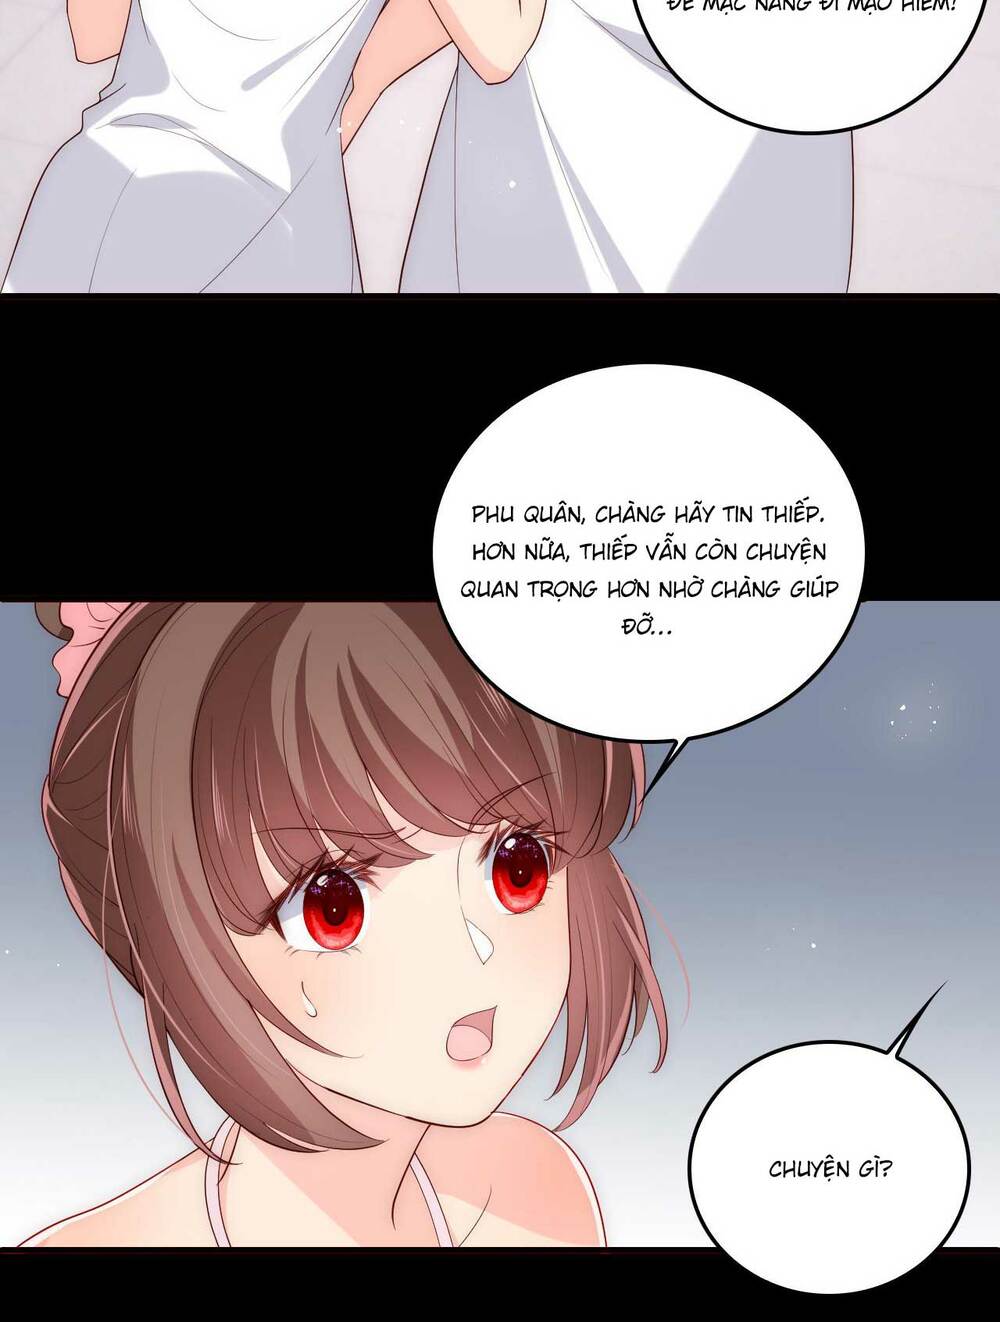 ĐỂ MẶC NÀNG ĐI MẠO HIỂM!
PHU QUÂN, CHÀNG HÃY TIN THIẾP.
HƠN NỮA, THIẾP VẪN CÒN CHUYỆN
QUAN TRỌNG HƠN NHỜ CHÀNG GIÚP
ĐỠ...
CHUYỆN GÌ?